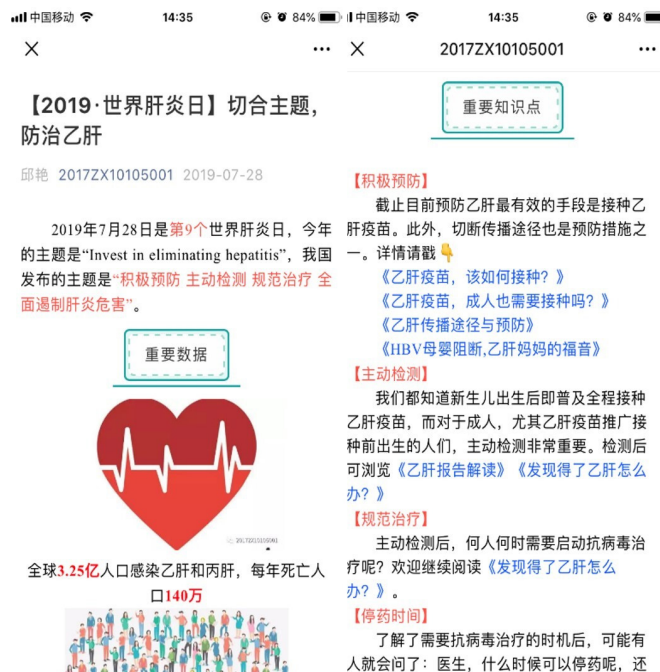 中国移动 14:35 84%
【2019·世界肝炎日】切合主题，
防治乙肝
邱艳 2017ZX10105001 2019-07-28
2019年7月28日是第9个世界肝炎日，今年
的主题是“Invest in eliminating hepatitis”，我国
发布的主题是“积极预防 主动检测 规范治疗 全
面遏制肝炎危害”。
重要数据
2017ZX10105001
全球3.25亿人口感染乙肝和丙肝，每年死亡人
口140万
中国移动 14:35 84%
2017ZX10105001
重要知识点
【积极预防】
截止目前预防乙肝最有效的手段是接种乙
肝疫苗。此外，切断传播途径也是预防措施之
一。详情请戳👇
《乙肝疫苗，该如何接种？》
《乙肝疫苗，成人也需要接种吗？》
《乙肝传播途径与预防》
《HBV母婴阻断,乙肝妈妈的福音》
【主动检测】
我们都知道新生儿出生后即普及全程接种
乙肝疫苗，而对于成人，尤其乙肝疫苗推广接
种前出生的人们，主动检测非常重要。检测后
可浏览《乙肝报告解读》《发现得了乙肝怎么
办？》
【规范治疗】
主动检测后，何人何时需要启动抗病毒治
疗呢？欢迎继续阅读《发现得了乙肝怎么
办？》。
【停药时间】
了解了需要抗病毒治疗的时机后，可能有
人就会问了：医生，什么时候可以停药呢，还